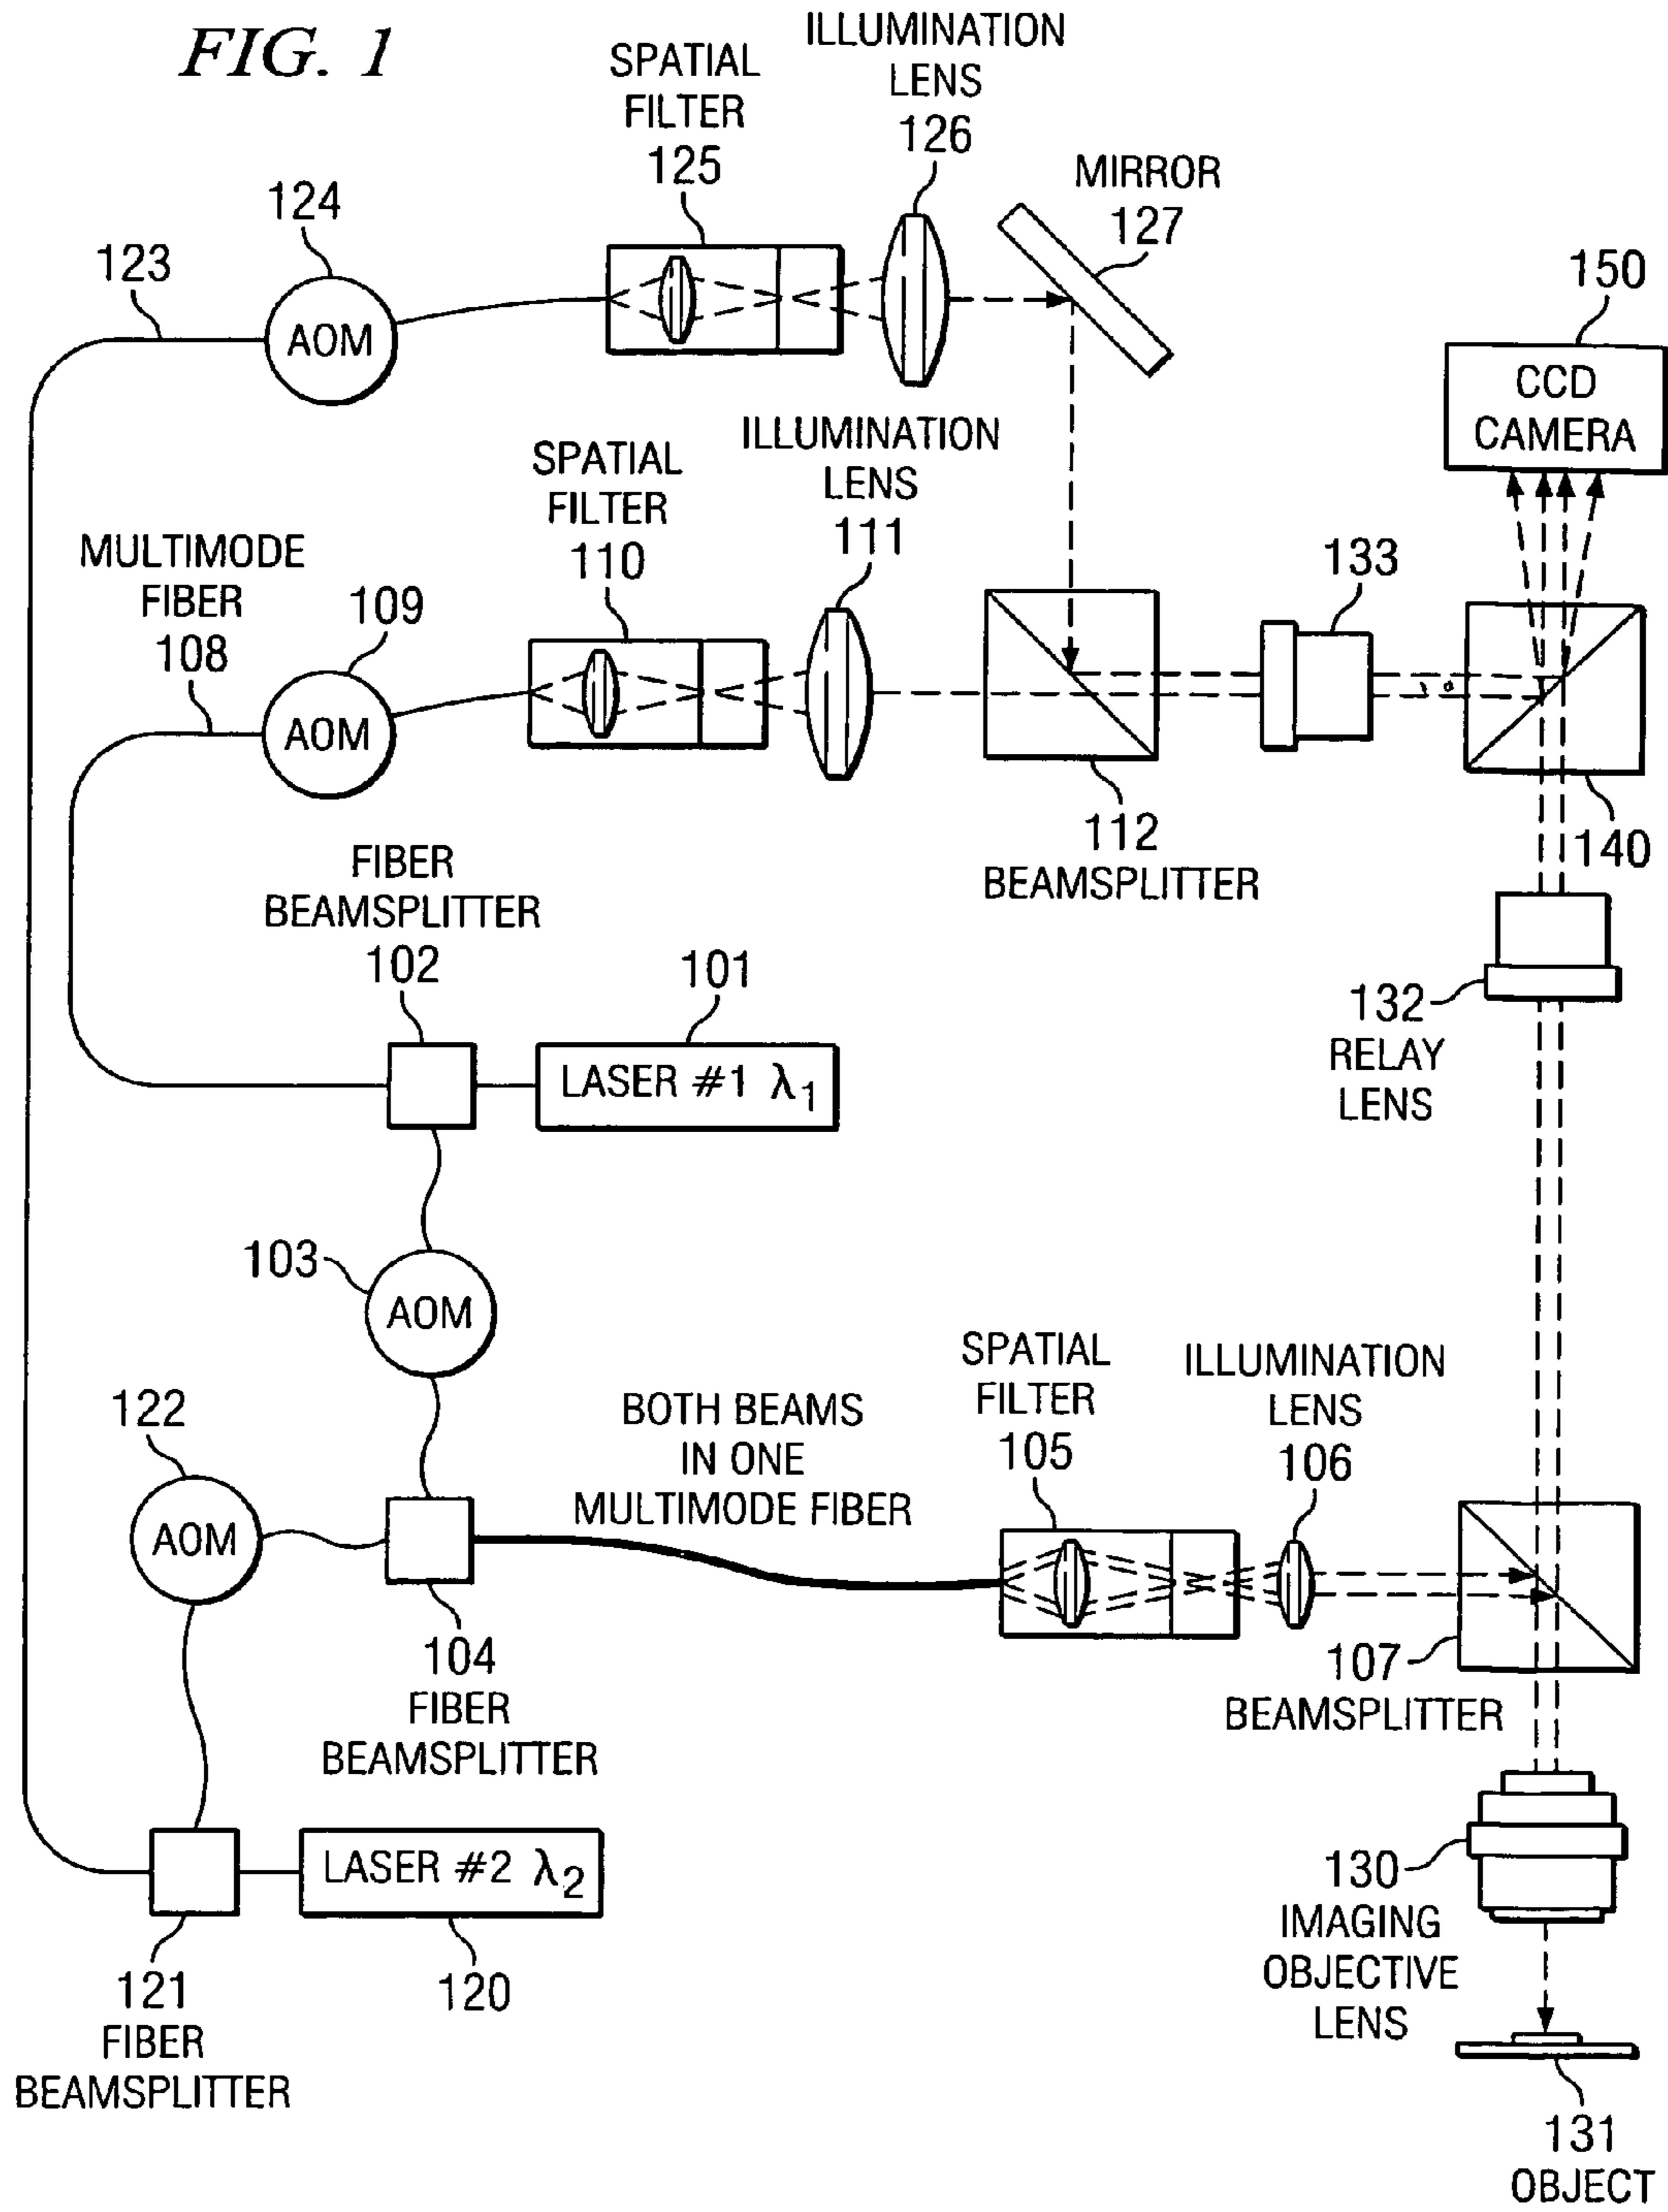 FIG. 1
ILLUMINATION
LENS
126
SPATIAL
FILTER
125
MIRROR
127
124
123
AOM
150
CCD
CAMERA
ILLUMINATION
LENS
111
SPATIAL
FILTER
110
MULTIMODE
FIBER
108
109
AOM
133
112
BEAMSPLITTER
140
FIBER
BEAMSPLITTER
102
101
LASER #1 λ1
132
RELAY
LENS
103
AOM
122
AOM
BOTH BEAMS
IN ONE
MULTIMODE FIBER
SPATIAL
FILTER
105
ILLUMINATION
LENS
106
104
FIBER
BEAMSPLITTER
107
BEAMSPLITTER
LASER #2 λ2
121
FIBER
BEAMSPLITTER
120
130
IMAGING
OBJECTIVE
LENS
131
OBJECT